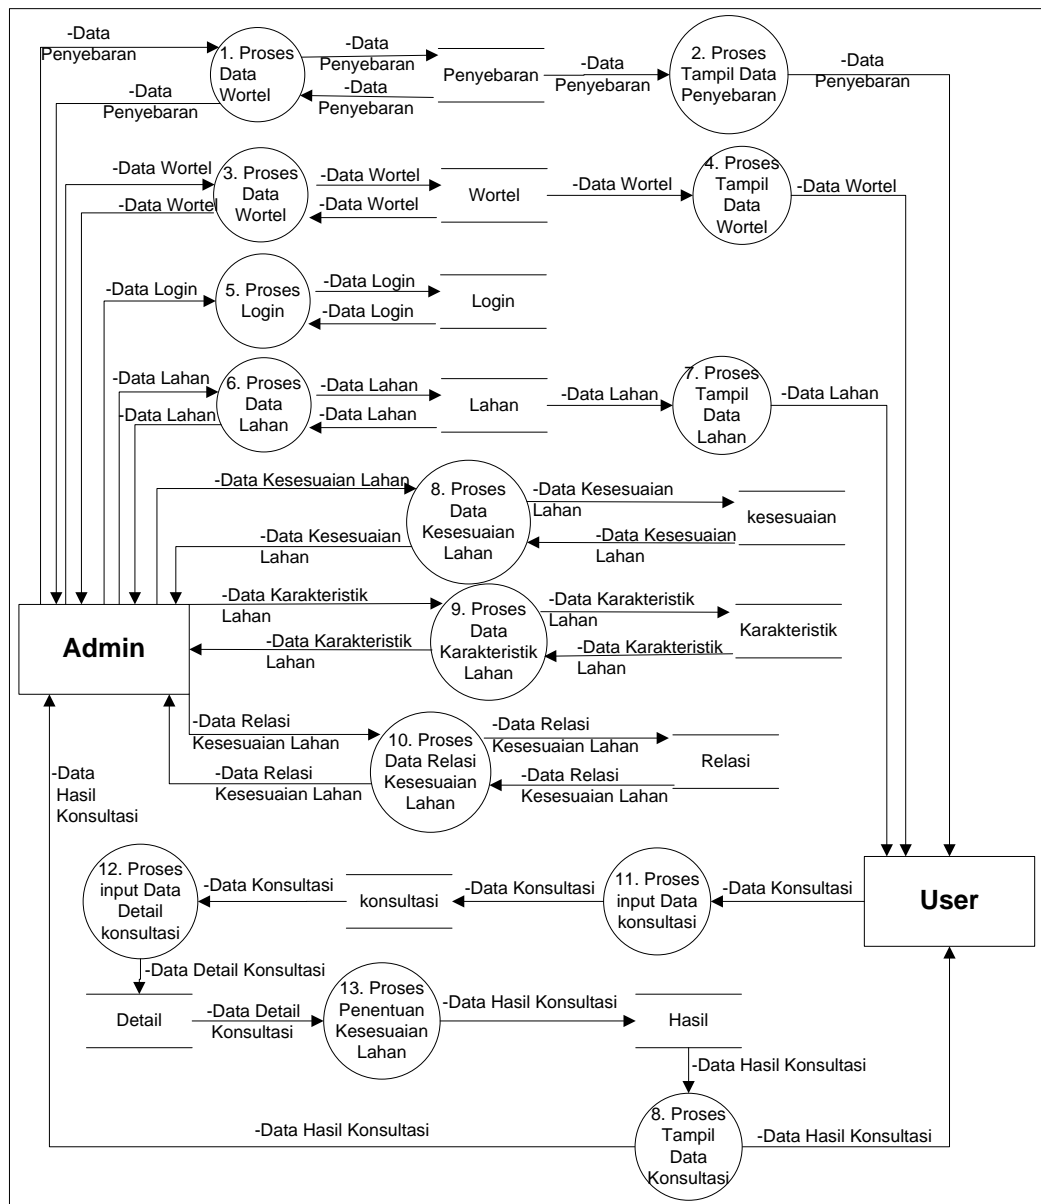 -Data
Penyebaran
1. Proses
Data
Wortel
-Data
Penyebaran
-Data
Penyebaran
-Data
Penyebaran
Penyebaran
-Data
Penyebaran
2. Proses
Tampil Data
Penyebaran
-Data
Penyebaran
-Data Wortel
-Data Wortel
3. Proses
Data
Wortel
-Data Wortel
-Data Wortel
Wortel
-Data Wortel
4. Proses
Tampil
Data
Wortel
-Data Wortel
-Data Login
5. Proses
Login
-Data Login
-Data Login
Login
-Data Lahan
-Data Lahan
6. Proses
Data
Lahan
-Data Lahan
-Data Lahan
Lahan
-Data Lahan
7. Proses
Tampil
Data
Lahan
-Data Lahan
-Data Kesesuaian Lahan
-Data Kesesuaian
Lahan
8. Proses
Data
Kesesuaian
Lahan
-Data Kesesuaian
Lahan
-Data Kesesuaian
Lahan
kesesuaian
Admin
-Data Karakteristik
Lahan
-Data Karakteristik
Lahan
9. Proses
Data
Karakteristik
Lahan
-Data Karakteristik
Lahan
-Data Karakteristik
Lahan
Karakteristik
-Data Relasi
Kesesuaian Lahan
-Data Relasi
Kesesuaian Lahan
10. Proses
Data Relasi
Kesesuaian
Lahan
-Data Relasi
Kesesuaian Lahan
-Data Relasi
Kesesuaian Lahan
Relasi
-Data
Hasil
Konsultasi
12. Proses
input Data
Detail
konsultasi
-Data Konsultasi
konsultasi
-Data Konsultasi
11. Proses
input Data
konsultasi
-Data Konsultasi
User
-Data Detail Konsultasi
Detail
-Data Detail
Konsultasi
13. Proses
Penentuan
Kesesuaian
Lahan
-Data Hasil Konsultasi
Hasil
-Data Hasil Konsultasi
-Data Hasil Konsultasi
8. Proses
Tampil
Data
Konsultasi
-Data Hasil Konsultasi